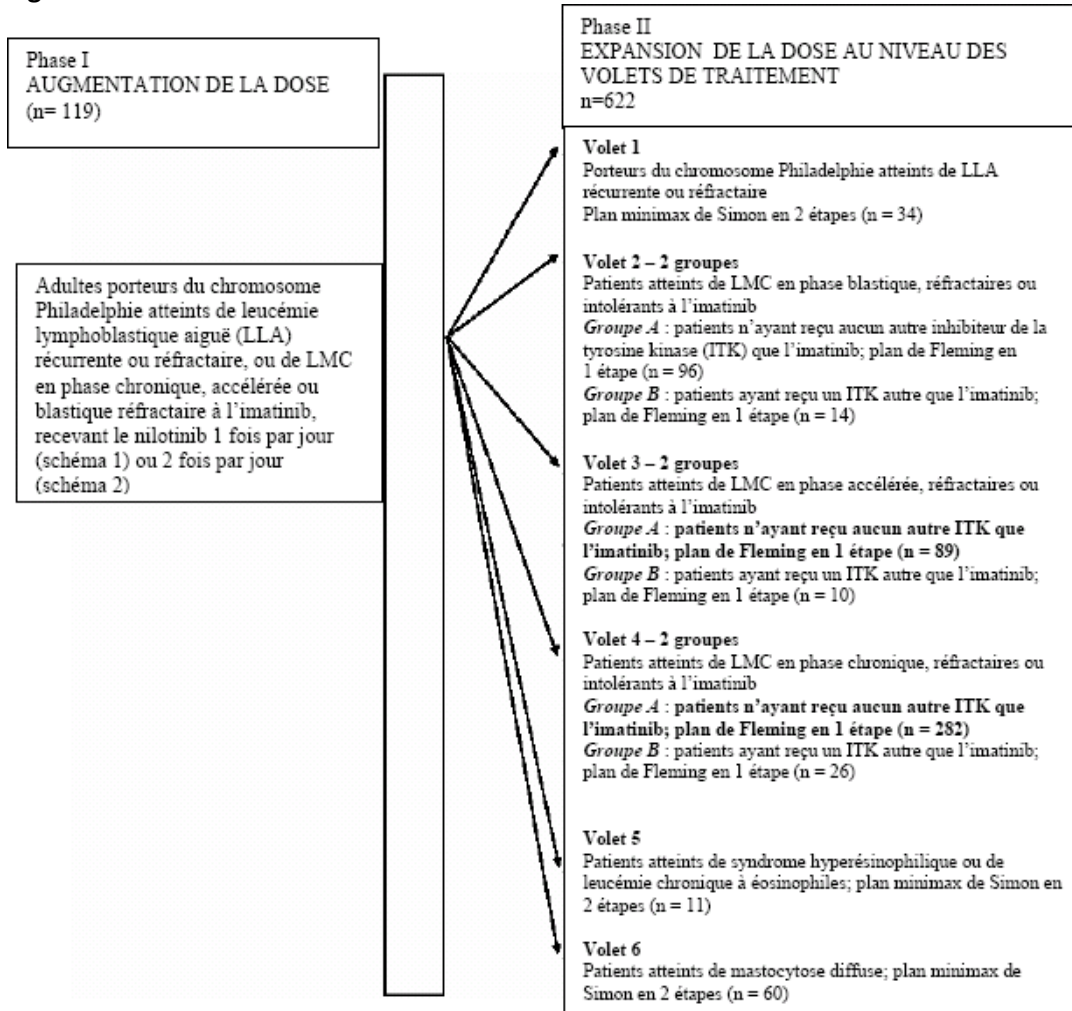 Phase I
AUGMENTATION DE LA DOSE
(n= 119)
Adultes porteurs du chromosome
Philadelphie atteints de leucémie
lymphoblastique aiguë (LLA)
récurrente ou réfractaire, ou de LMC
en phase chronique, accélérée ou
blastique réfractaire à l'imatinib,
recevant le nilotinib 1 fois par jour
(schéma 1) ou 2 fois par jour
(schéma 2)
Phase II
EXPANSION DE LA DOSE AU NIVEAU DES
VOLETS DE TRAITEMENT
n=622
Volet 1
Porteurs du chromosome Philadelphie atteints de LLA
récurrente ou réfractaire
Plan minimax de Simon en 2 étapes (n = 34)
Volet 2 – 2 groupes
Patients atteints de LMC en phase blastique, réfractaires ou
intolérants à l'imatinib
Groupe A : patients n'ayant reçu aucun autre inhibiteur de la
tyrosine kinase (ITK) que l'imatinib; plan de Fleming en
1 étape (n = 96)
Groupe B : patients ayant reçu un ITK autre que l'imatinib;
plan de Fleming en 1 étape (n = 14)
Volet 3 – 2 groupes
Patients atteints de LMC en phase accélérée, réfractaires ou
intolérants à l'imatinib
Groupe A : patients n'ayant reçu aucun autre ITK que
l'imatinib; plan de Fleming en 1 étape (n = 89)
Groupe B : patients ayant reçu un ITK autre que l'imatinib;
plan de Fleming en 1 étape (n = 10)
Volet 4 – 2 groupes
Patients atteints de LMC en phase chronique, réfractaires ou
intolérants à l'imatinib
Groupe A : patients n'ayant reçu aucun autre ITK que
l'imatinib; plan de Fleming en 1 étape (n = 282)
Groupe B : patients ayant reçu un ITK autre que l'imatinib;
plan de Fleming en 1 étape (n = 26)
Volet 5
Patients atteints de syndrome hyperésinophilique ou de
leucémie chronique à éosinophiles; plan minimax de Simon en
2 étapes (n = 11)
Volet 6
Patients atteints de mastocytose diffuse; plan minimax de
Simon en 2 étapes (n = 60)